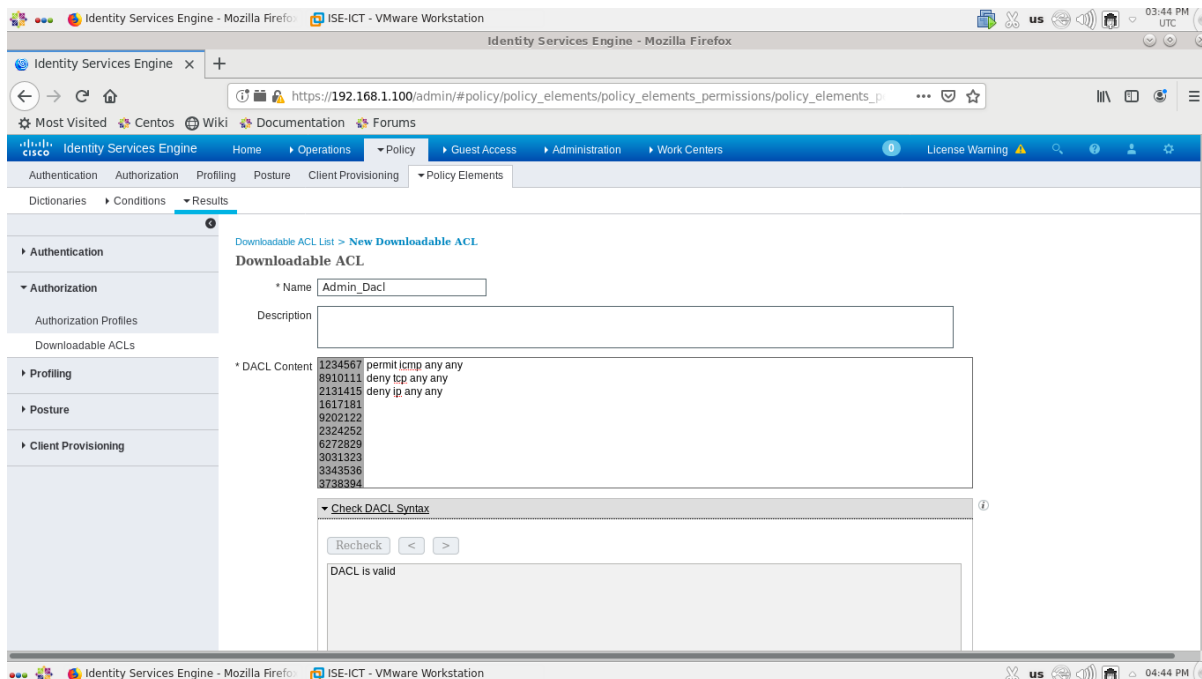 Identity Services Engine - Mozilla Firefo
ISE-ICT - VMware Workstation
us
03:44 PM
UTC
Identity Services Engine - Mozilla Firefox
Identity Services Engine
https://192.168.1.100/admin/#policy/policy_elements/policy_elements_permissions/policy_elements_p
Most Visited Centos Wiki Documentation Forums
CISCO Identity Services Engine Home Operations Policy Guest Access Administration Work Centers 0 License Warning
Authentication Authorization Profiling Posture Client Provisioning Policy Elements
Dictionaries Conditions Results
Downloadable ACL List > New Downloadable ACL
Downloadable ACL
Authentication
Authorization
Authorization Profiles
Downloadable ACLs
Profiling
Posture
Client Provisioning
* Name Admin_Dacl
Description
* DACL Content
1234567 permit icmp any any
8910111 deny tcp any any
2131415 deny ip any any
1617181
9202122
2324252
6272829
3031323
3343536
3738394
Check DACL Syntax
Recheck < >
DACL is valid
Identity Services Engine - Mozilla Firefo
ISE-ICT - VMware Workstation
us
04:44 PM